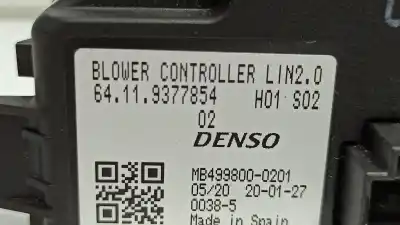 BLOWER CONTROLLER LIN2.0
64.11.9377854 H01 S02
02
DENSO
MB499800-0201
05/20 20-01-27
0038-5
Made in Spain